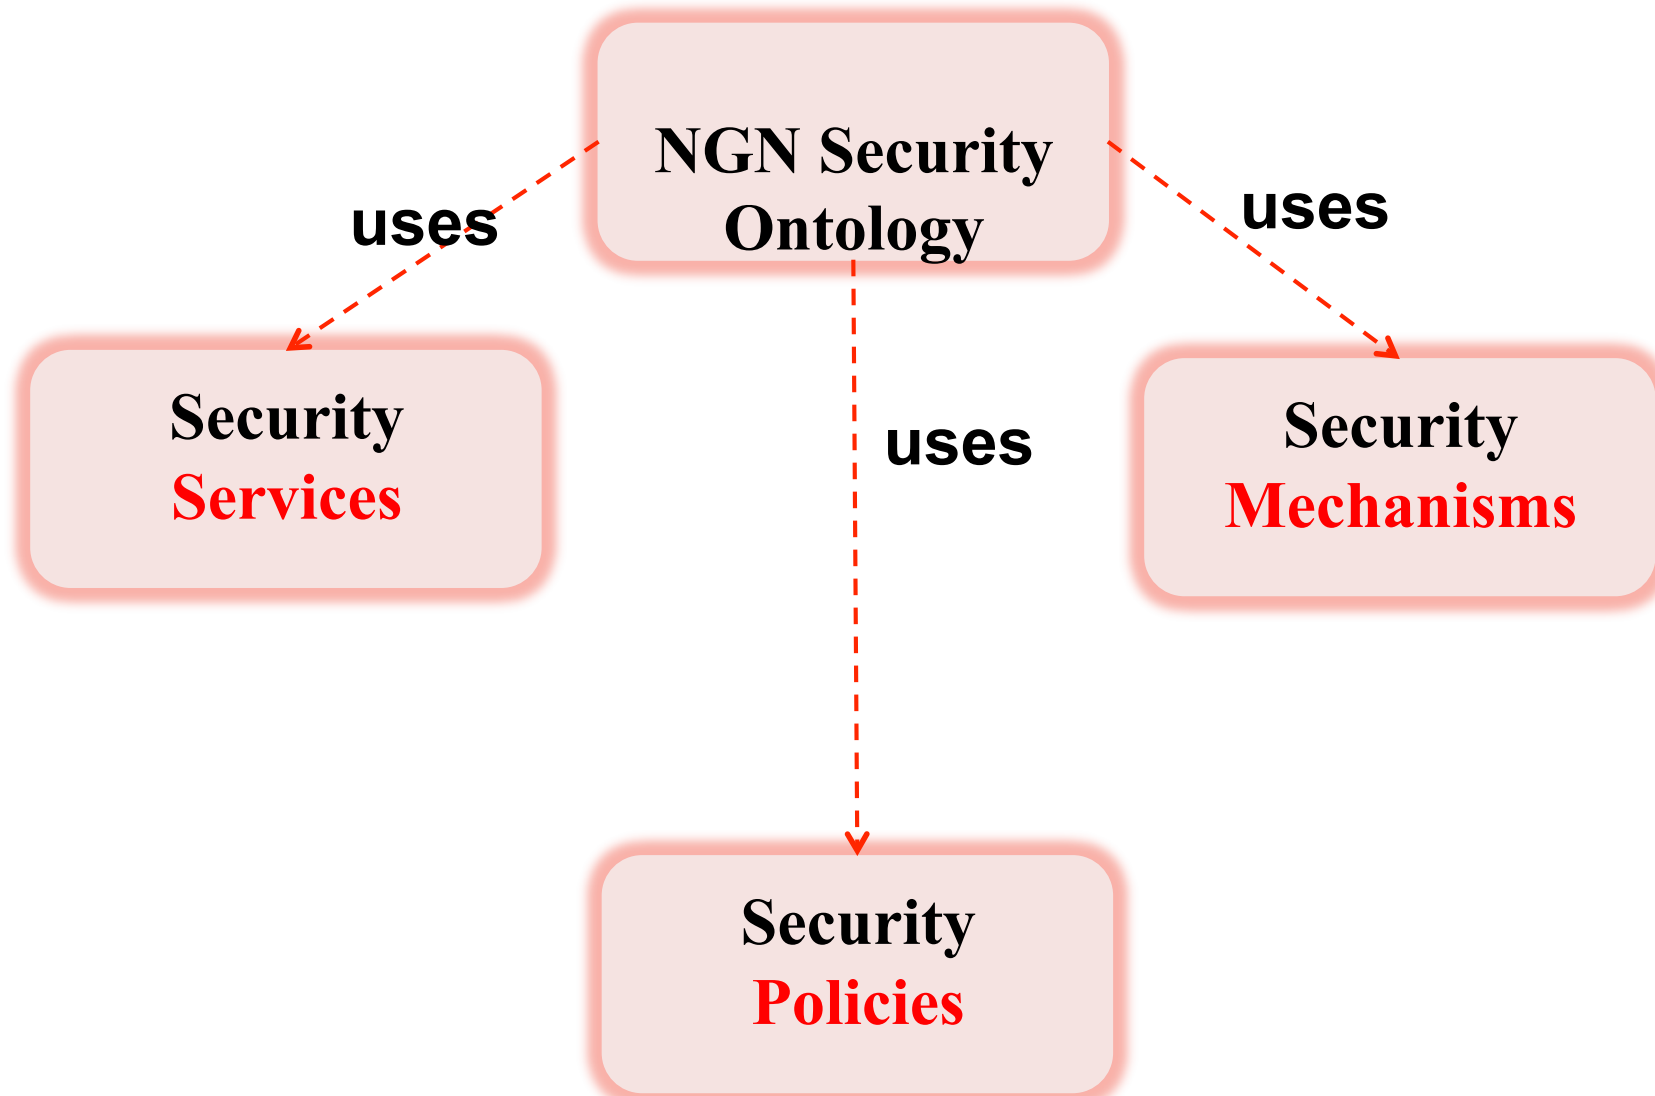 NGN Security
Ontology
uses
uses
Security
Services
uses
Security
Mechanisms
Security
Policies